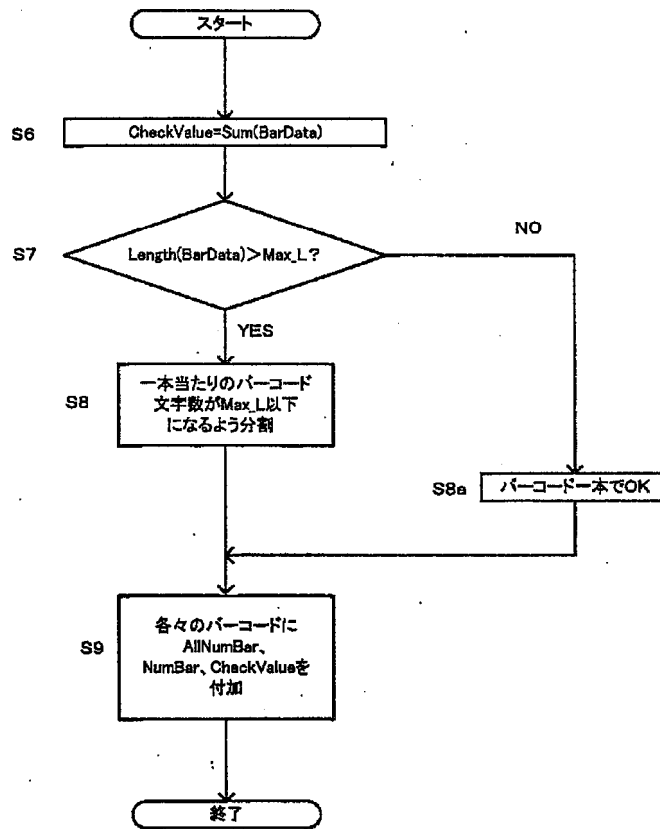 スタート
S6
CheckValue=Sum(BarData)
S7
Length(BarData)>Max_L?
NO
YES
S8
一本当たりのバーコード
文字数がMax_L以下
になるよう分割
S8a
バーコード一本でOK
S9
各々のバーコードに
AllNumBar、
NumBar、CheckValueを
付加
終了